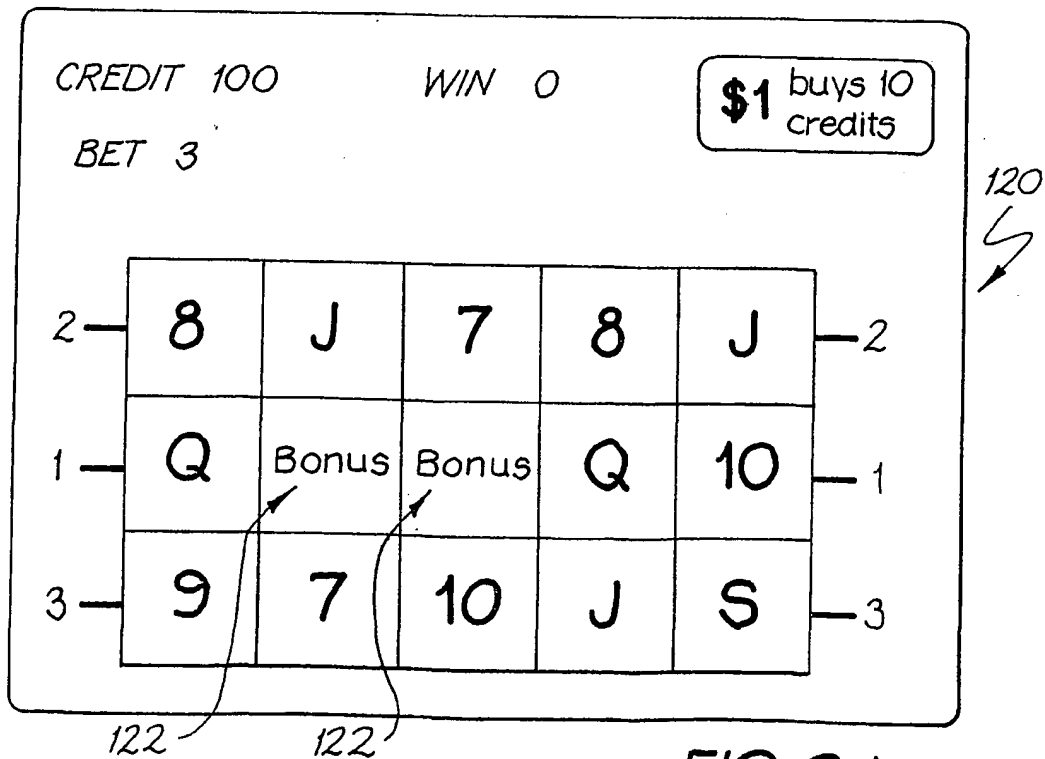 CREDIT 100 WIN 0 $1 buys 10
credits
BET 3
120
2 8 J 7 8 J 2
1 Q Bonus Bonus Q 10 1
3 9 7 10 J S 3
122 122